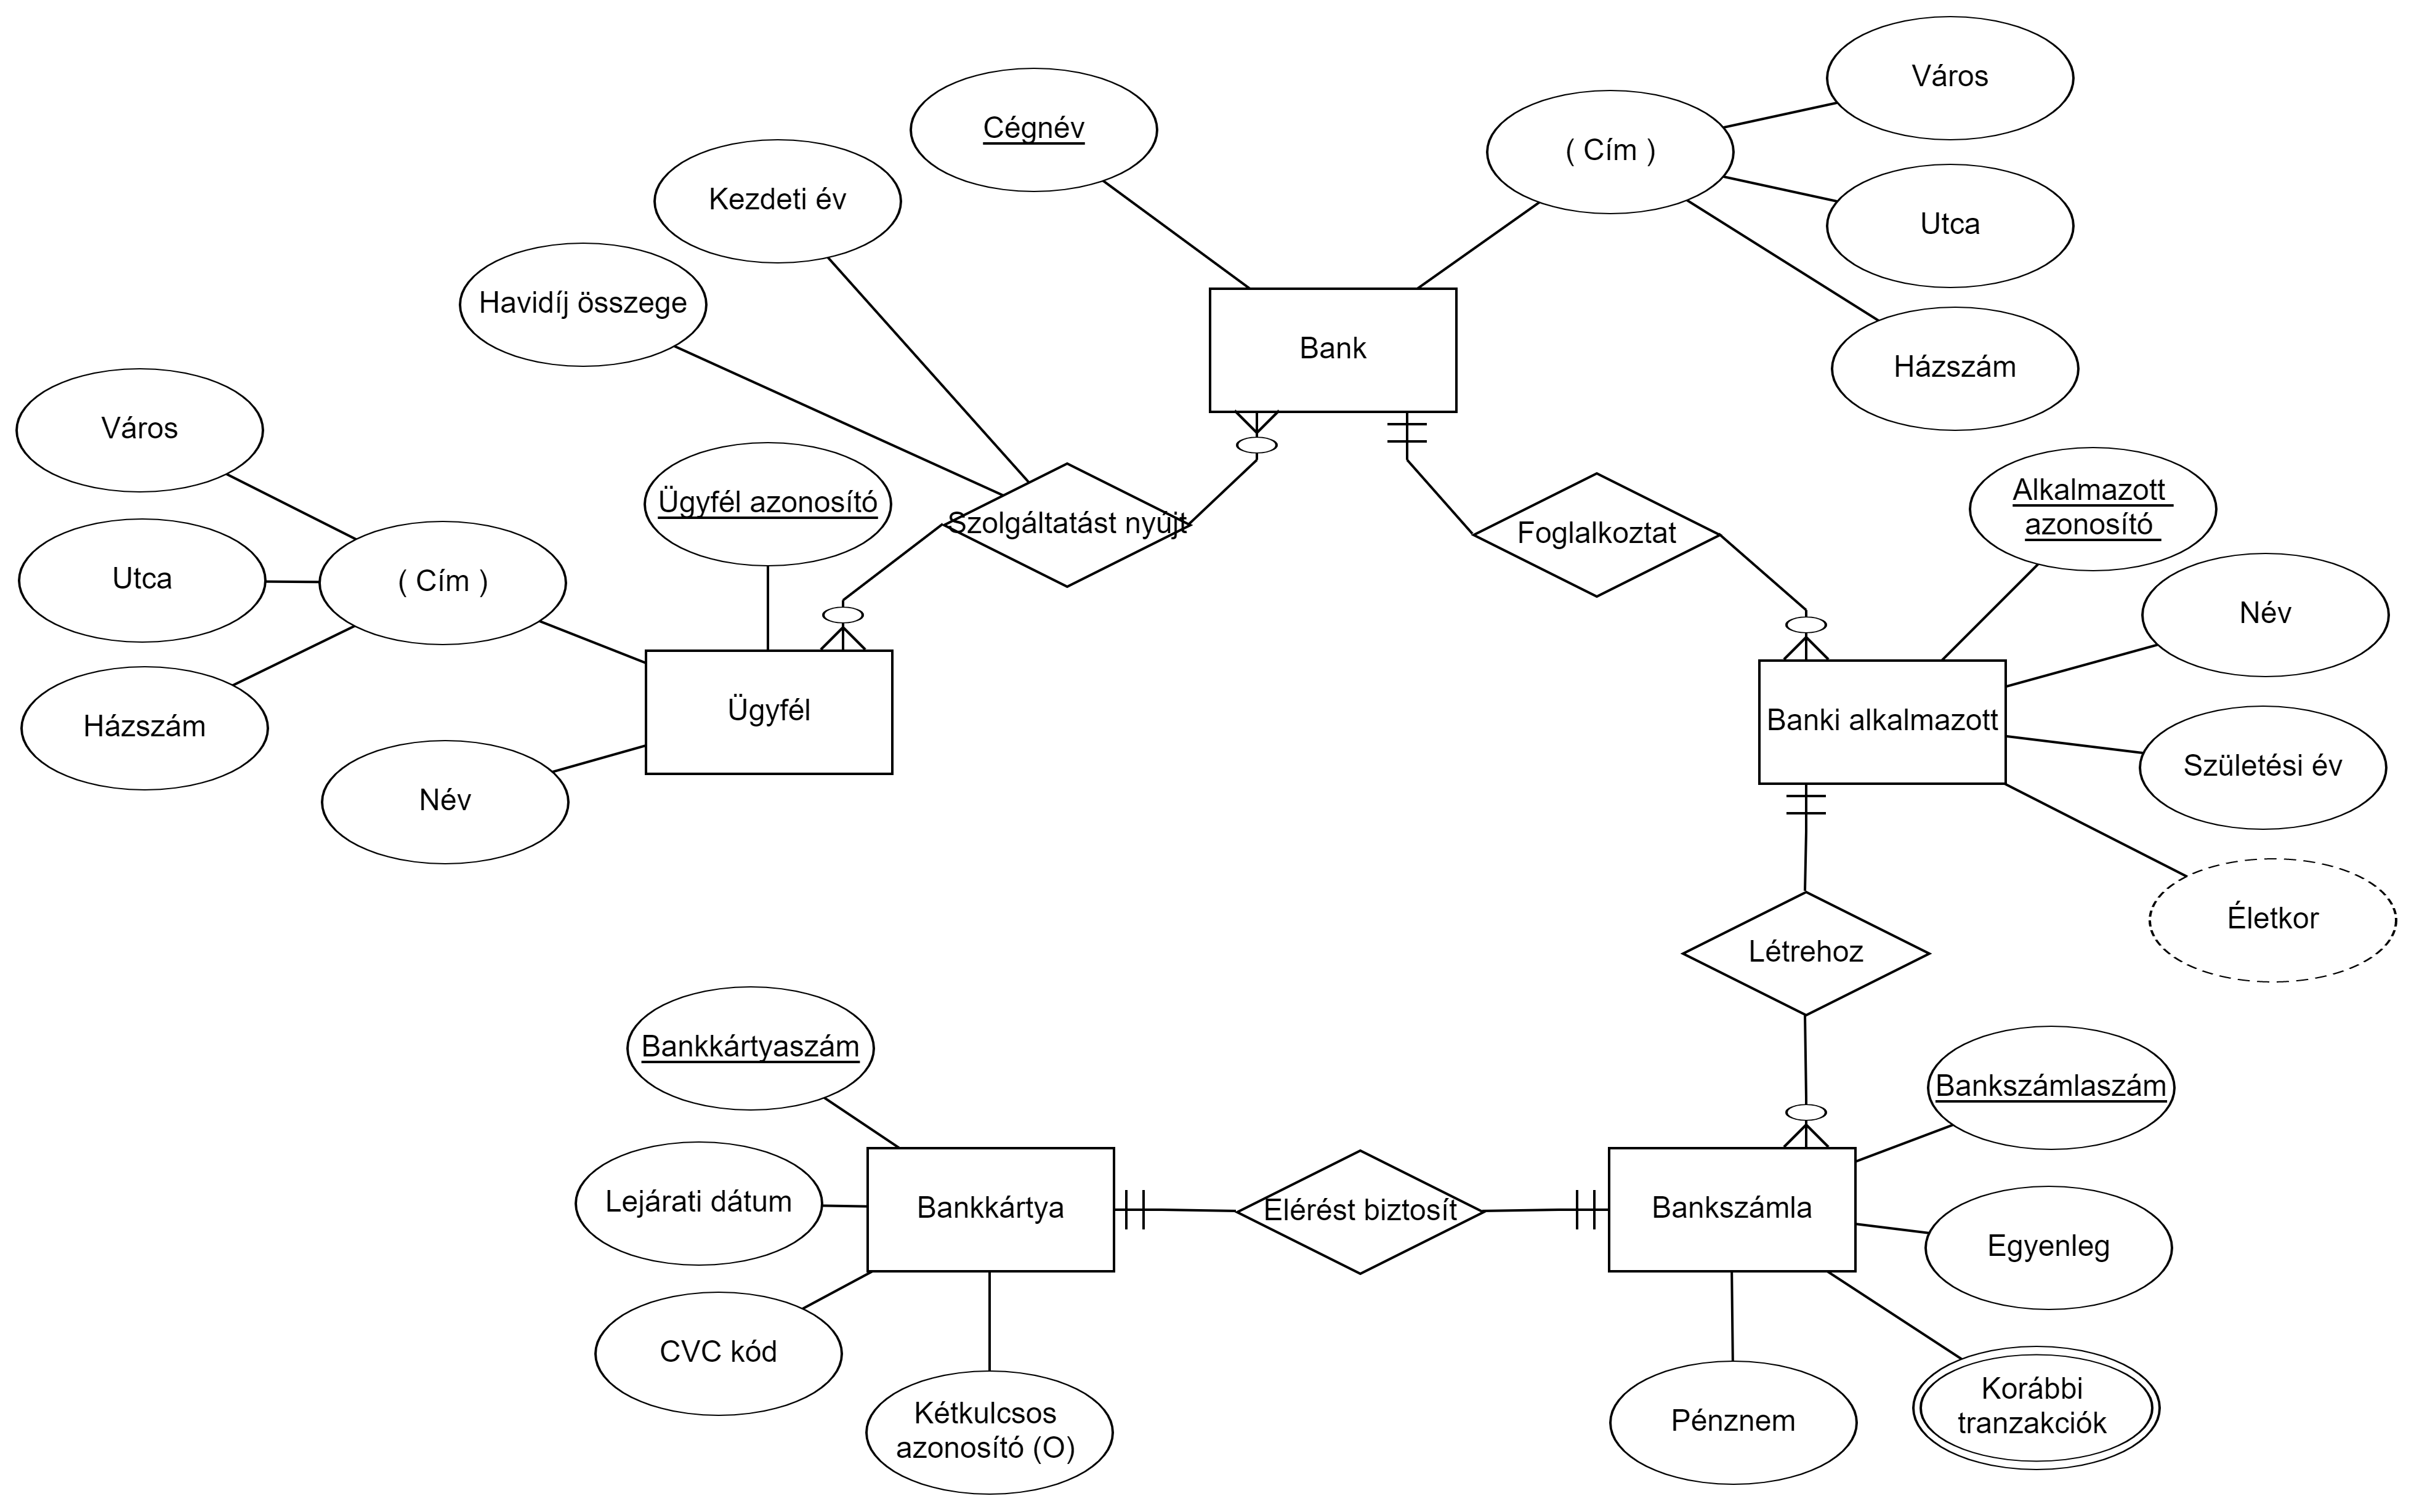 Város
Cégnév
( Cím )
Kezdeti év
Utca
Havidíj összege
Bank
Házszám
Város
Ügyfél azonosító
Szolgáltatást nyújt
Foglalkoztat
Alkalmazott
azonosító
Utca
( Cím )
Név
Ügyfél
Banki alkalmazott
Házszám
Születési év
Név
Életkor
Létrehoz
Bankkártyaszám
Bankszámlaszám
Lejárati dátum
Bankkártya
Elérést biztosít
Bankszámla
Egyenleg
CVC kód
Kétkulcsos
azonosító (O)
Pénznem
Korábbi
tranzakciók